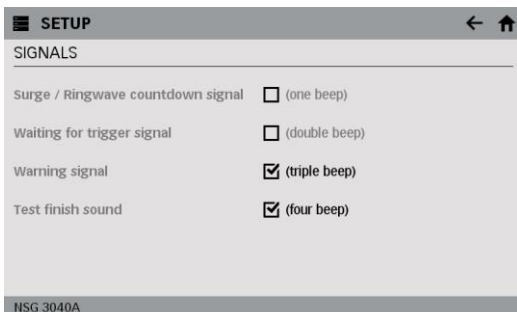 SETUP
SIGNALS
Surge / Ringwave countdown signal (one beep)
Waiting for trigger signal (double beep)
Warning signal (triple beep)
Test finish sound (four beep)
NSG 3040A